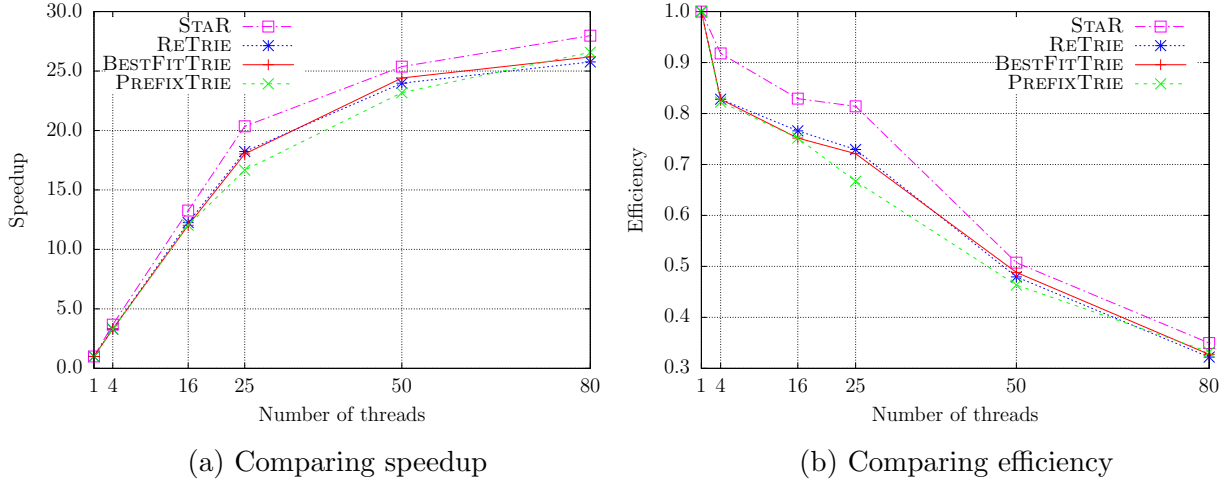 30.0
25.0
20.0
15.0
10.0
5.0
0.0
1 4 16 25 50 80
Speedup
Number of threads
STAR
RETRIE
BESTFITTRIE
PREFIXTRIE
(a) Comparing speedup
1.0
0.9
0.8
0.7
0.6
0.5
0.4
0.3
1 4 16 25 50 80
Efficiency
Number of threads
STAR
RETRIE
BESTFITTRIE
PREFIXTRIE
(b) Comparing efficiency